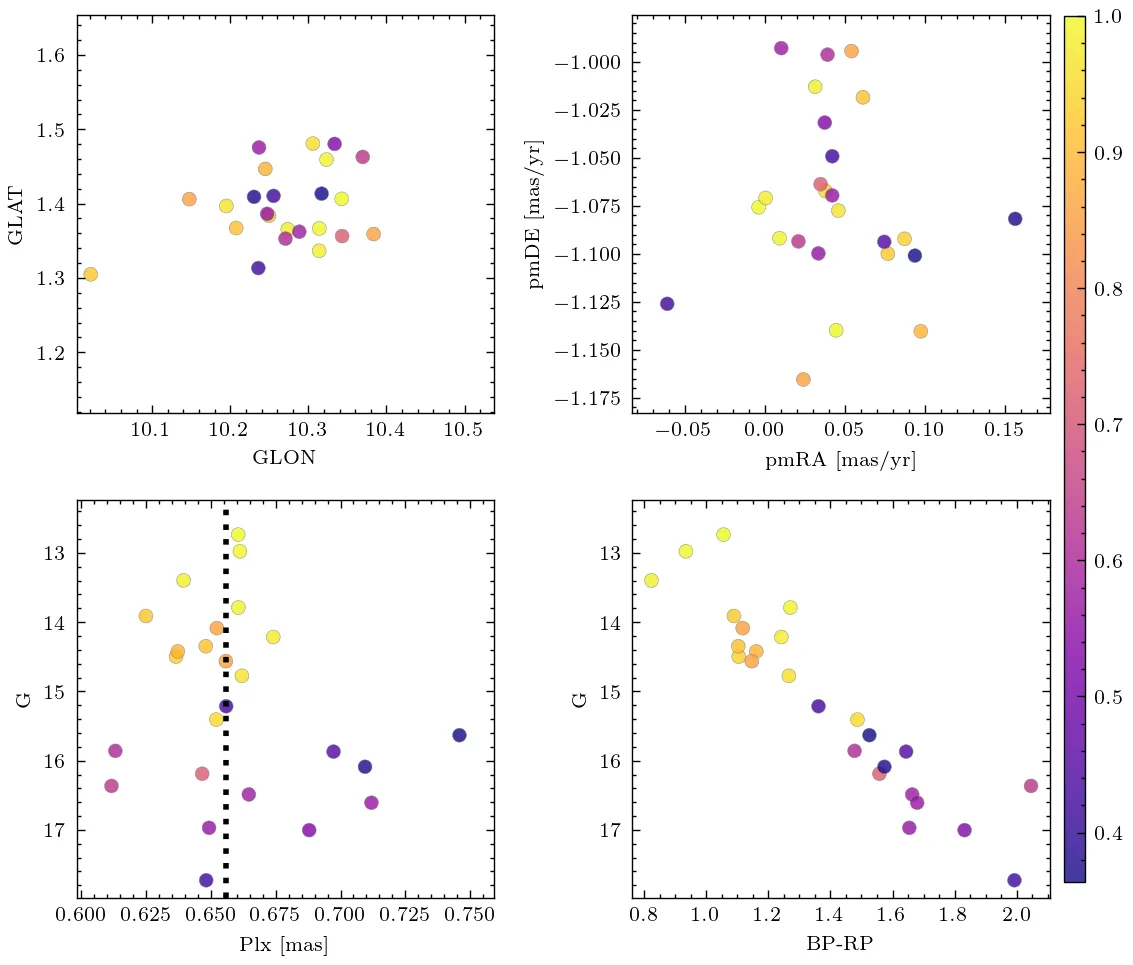 1.6
1.5
1.4
1.3
1.2
GLAT
10.1 10.2 10.3 10.4 10.5
GLON
−1.000
−1.025
−1.050
−1.075
−1.100
−1.125
−1.150
−1.175
pmDE [mas/yr]
−0.05 0.00 0.05 0.10 0.15
pmRA [mas/yr]
13
14
15
16
17
G
0.600 0.625 0.650 0.675 0.700 0.725 0.750
Plx [mas]
13
14
15
16
17
G
0.8 1.0 1.2 1.4 1.6 1.8 2.0
BP-RP
1.0
0.9
0.8
0.7
0.6
0.5
0.4